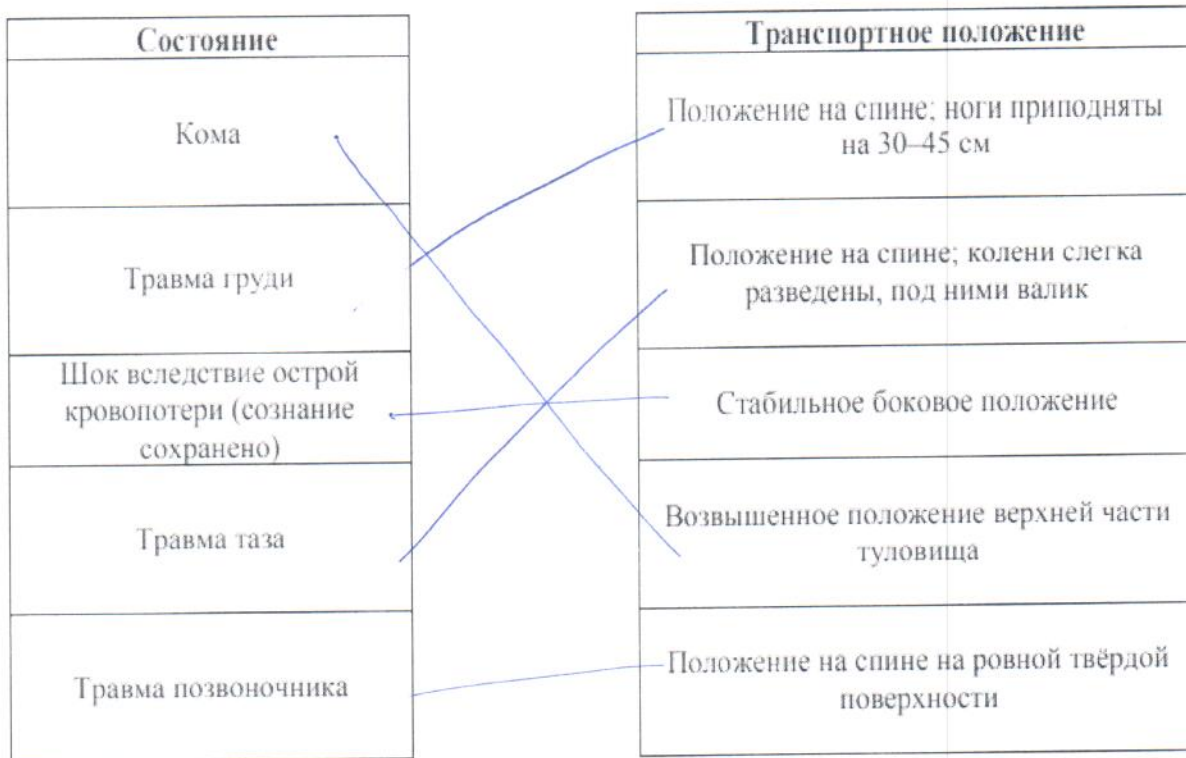 Состояние
Кома
Травма груди
Шок вследствие острой
кровопотери (сознание
сохранено)
Травма таза
Травма позвоночника
Транспортное положение
Положение на спине; ноги приподняты
на 30–45 см
Положение на спине; колени слегка
разведены, под ними валик
Стабильное боковое положение
Возвышенное положение верхней части
туловища
Положение на спине на ровной твёрдой
поверхности